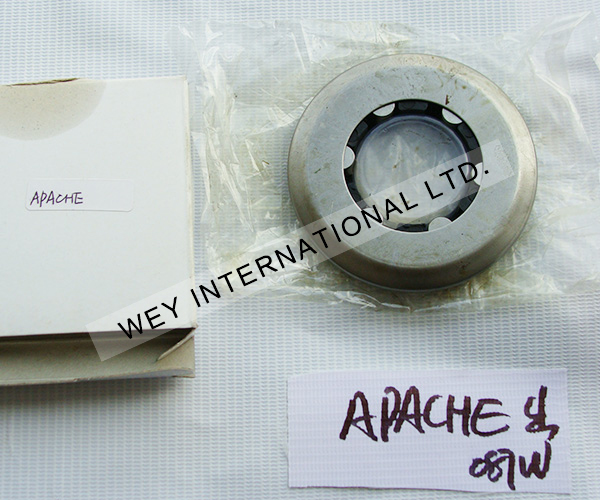 APACHE
WEY INTERNATIONAL LTD.
APACHE
087W